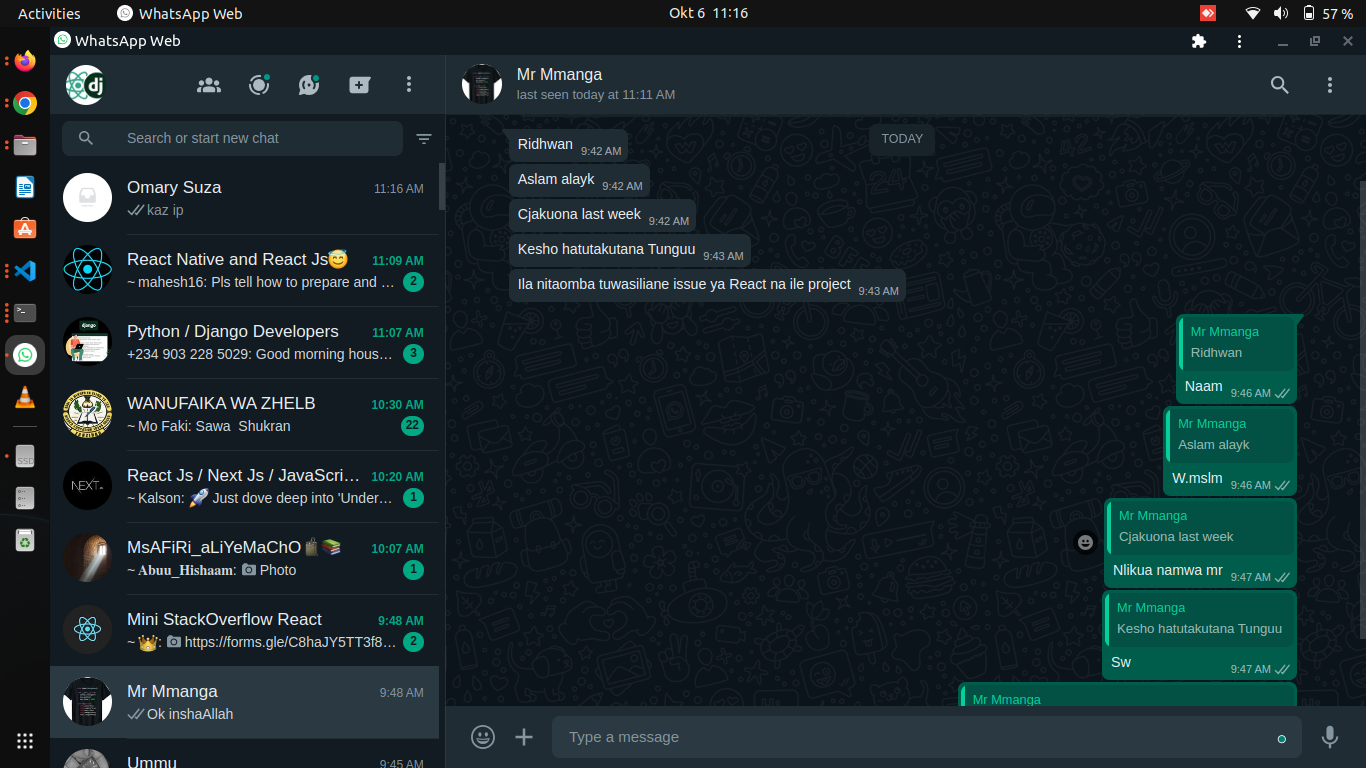 Activities
WhatsApp Web
Okt 6 11:16
57 %
WhatsApp Web
dj
Search or start new chat
Omary Suza
11:16 AM
kaz ip
React Native and React Js😇
11:09 AM
~ mahesh16: Pls tell how to prepare and …
2
django
Python / Django Developers
11:07 AM
+234 903 228 5029: Good morning hous…
3
WANUFAIKA WA ZHELB
10:30 AM
~ Mo Faki: Sawa Shukran
22
NEXT
React Js / Next Js / JavaScri…
10:20 AM
~ Kalson: 🚀 Just dove deep into 'Under…
1
MsAFiRi_aLiYeMaChO
10:07 AM
~ 𝐀𝐛𝐮𝐮_𝐇𝐢𝐬𝐡𝐚𝐚𝐦: Photo
1
Mini StackOverflow React
9:48 AM
~ 👑: https://forms.gle/C8haJY5TT3f8…
2
Mr Mmanga
9:48 AM
Ok inshaAllah
Ummu
9:45 AM
SSD
Mr Mmanga
last seen today at 11:11 AM
TODAY
Ridhwan 9:42 AM
Aslam alayk 9:42 AM
Cjakuona last week 9:42 AM
Kesho hatutakutana Tunguu 9:43 AM
Ila nitaomba tuwasiliane issue ya React na ile project 9:43 AM
Mr Mmanga
Ridhwan
Naam 9:46 AM
Mr Mmanga
Aslam alayk
W.mslm 9:46 AM
Mr Mmanga
Cjakuona last week
Nlikua namwa mr 9:47 AM
Mr Mmanga
Kesho hatutakutana Tunguu
Sw 9:47 AM
Mr Mmanga
Type a message